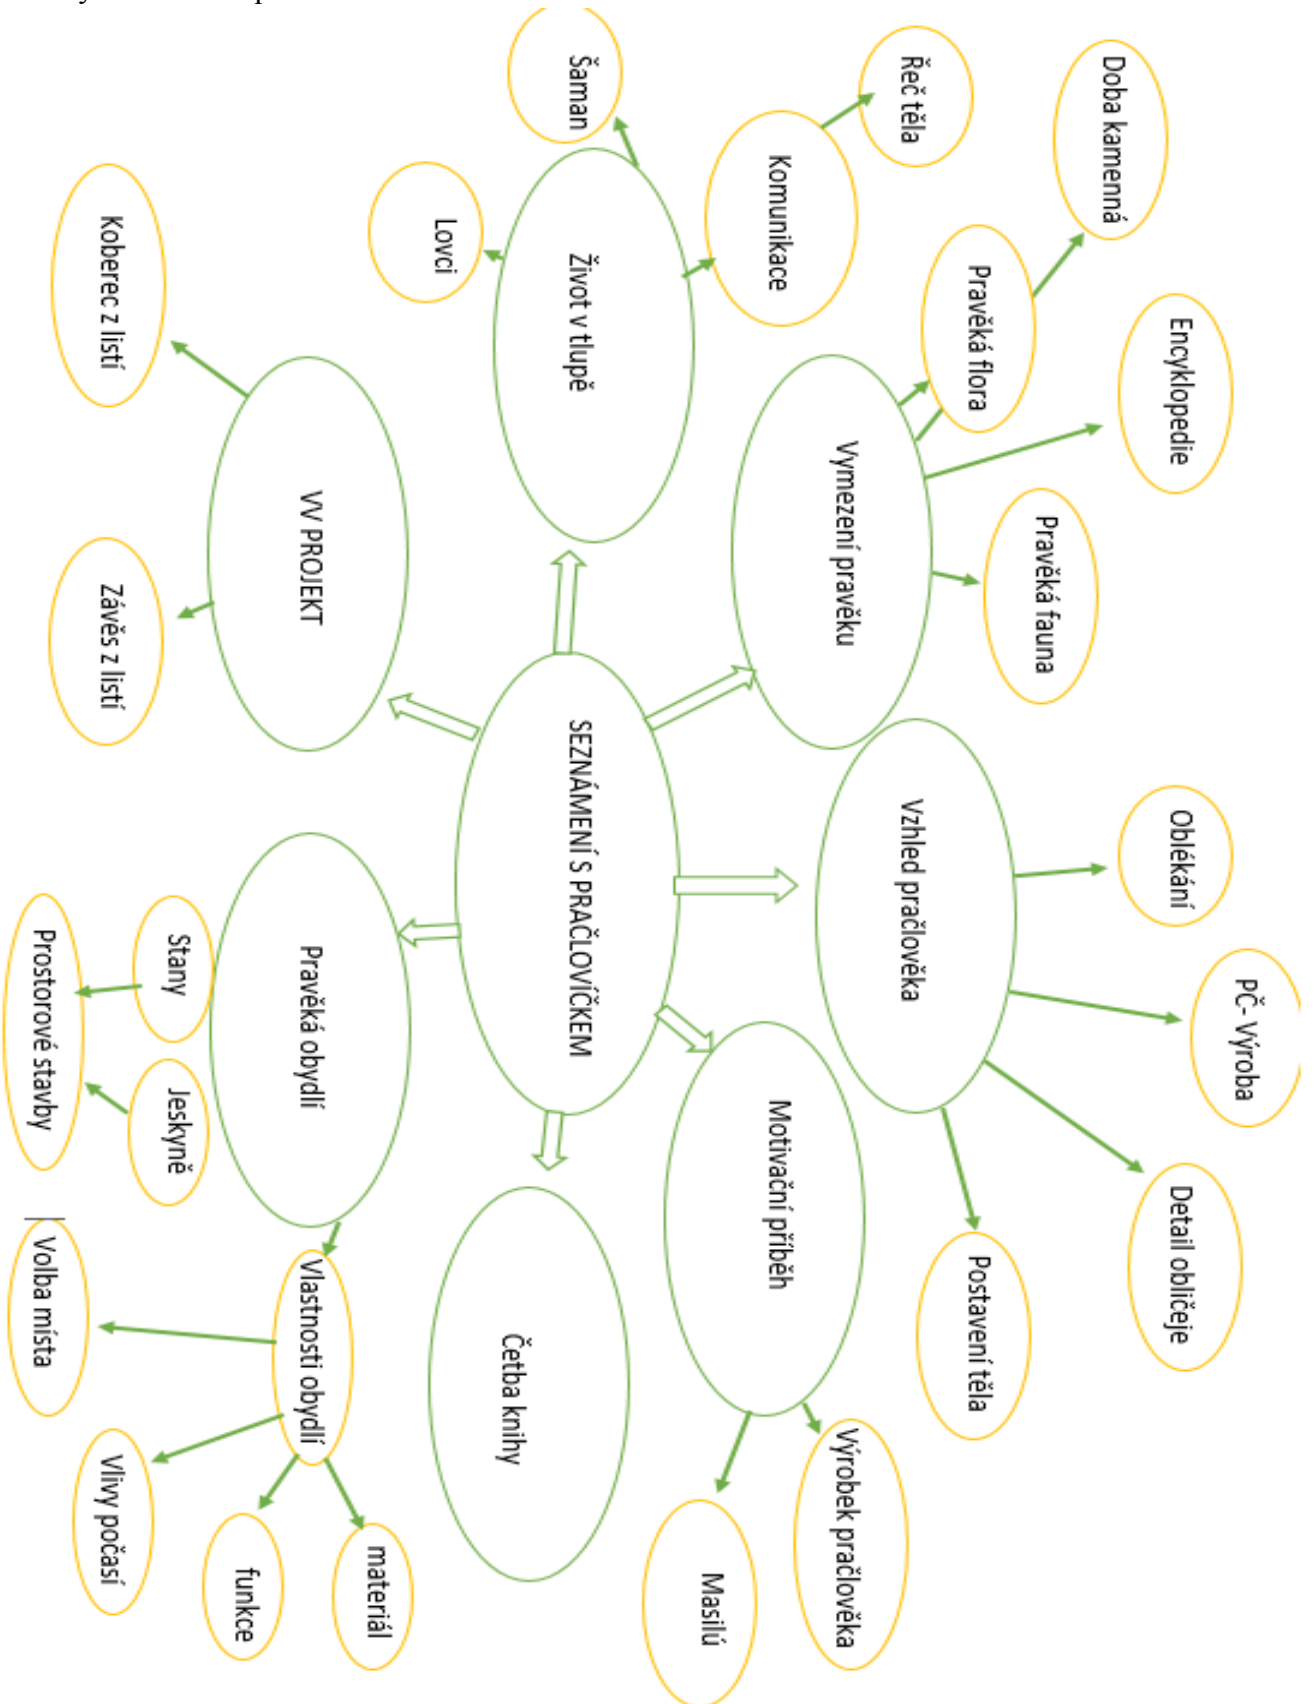 Doba kamenná
Encyklopedie
Oblékání
PČ- Výroba
Detail obličeje
Řeč těla
Pravěká flora
Pravěká fauna
Postavení těla
Komunikace
Vymezení pravěku
Vzhled pračlověka
Motivační příběh
Výrobek pračlověka
Masilú
Šaman
Život v tlupě
SEZNÁMENÍ S PRAČLOVÍČKEM
Četba knihy
Lovci
VV PROJEKT
Pravěká obydlí
Vlastnosti obydlí
materiál
funkce
Koberec z listí
Závěs z listí
Stany
Jeskyně
Prostorové stavby
Volba místa
Vlivy počasí